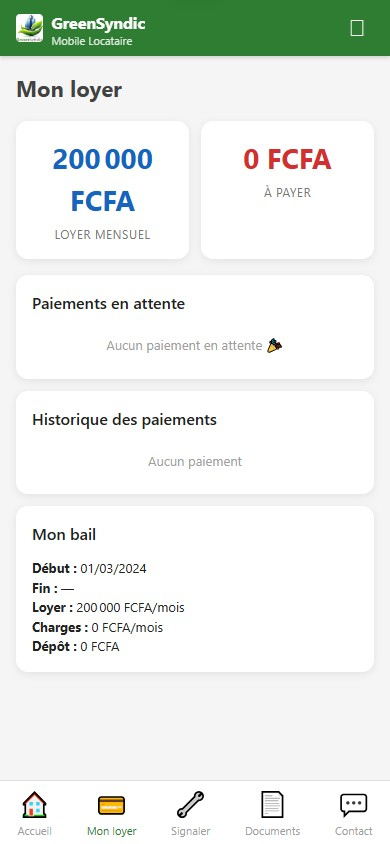 GreenSyndic
Mobile Locataire
Mon loyer
200 000
FCFA
LOYER MENSUEL
0 FCFA
À PAYER
Paiements en attente
Aucun paiement en attente 🎉
Historique des paiements
Aucun paiement
Mon bail
Début : 01/03/2024
Fin : —
Loyer : 200 000 FCFA/mois
Charges : 0 FCFA/mois
Dépôt : 0 FCFA
Accueil
Mon loyer
Signaler
Documents
Contact